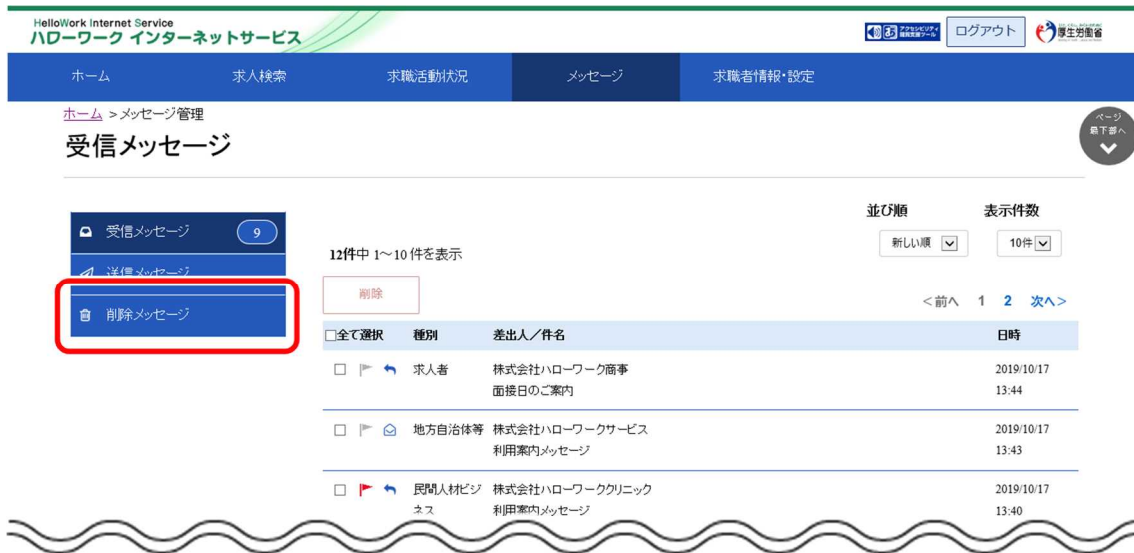 HelloWork Internet Service
ハローワーク インターネットサービス
ログアウト
厚生労働省
ホーム
求人検索
求職活動状況
メッセージ
求職者情報・設定
ホーム >メッセージ管理
ページ
最下部へ
受信メッセージ
受信メッセージ 9
送信メッセージ
削除メッセージ
並び順
表示件数
新しい順
10件
12件中 1～10 件を表示
削除
<前へ 1 2 次へ>
全て選択 種別 差出人／件名 日時
求人者 株式会社ハローワーク商事 2019/10/17
面接日のご案内 13:44
地方自治体等 株式会社ハローワークサービス 2019/10/17
利用案内メッセージ 13:43
民間人材ビジ 株式会社ハローワーククリニック 2019/10/17
ネス 利用案内メッセージ 13:40